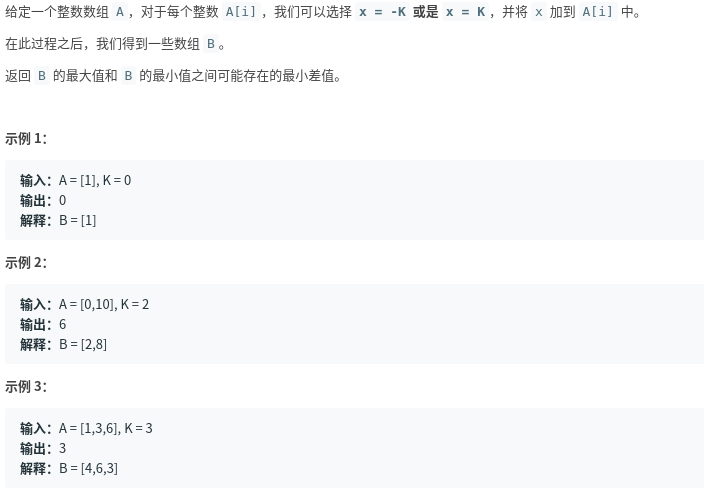 给定一个整数数组 A，对于每个整数 A[i]，我们可以选择 x = -K 或是 x = K，并将 x 加到 A[i] 中。
在此过程之后，我们得到一些数组 B。
返回 B 的最大值和 B 的最小值之间可能存在的最小差值。
示例 1：
输入：A = [1], K = 0
输出：0
解释：B = [1]
示例 2：
输入：A = [0,10], K = 2
输出：6
解释：B = [2,8]
示例 3：
输入：A = [1,3,6], K = 3
输出：3
解释：B = [4,6,3]